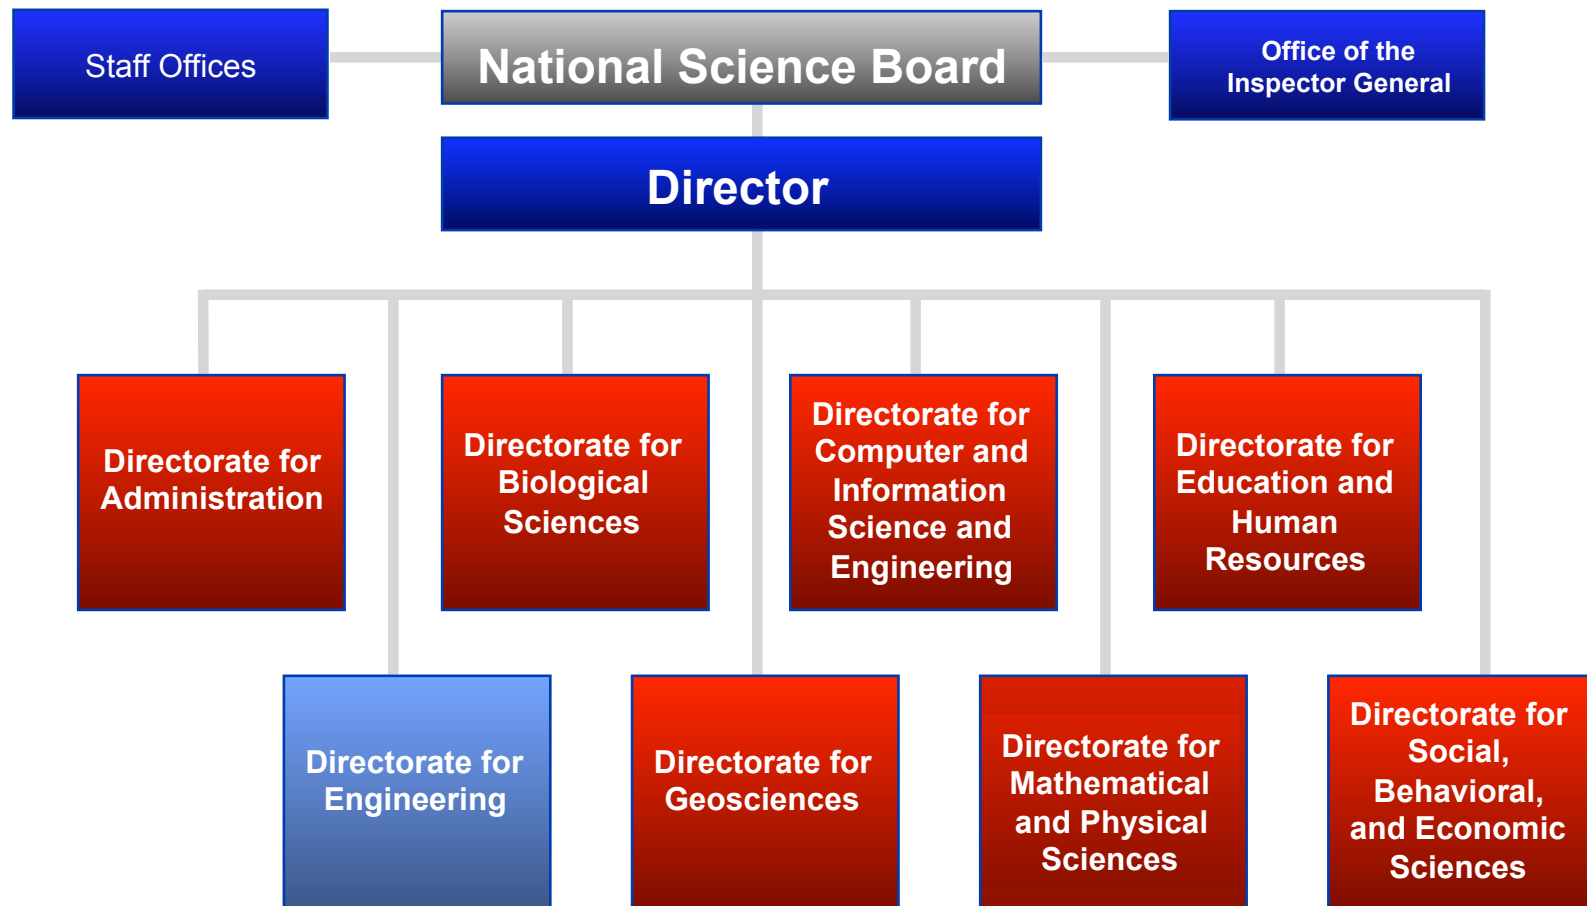 Staff Offices
National Science Board
Office of the
Inspector General
Director
Directorate for
Administration
Directorate for
Biological
Sciences
Directorate for
Computer and
Information
Science and
Engineering
Directorate for
Education and
Human
Resources
Directorate for
Engineering
Directorate for
Geosciences
Directorate for
Mathematical
and Physical
Sciences
Directorate for
Social,
Behavioral,
and Economic
Sciences